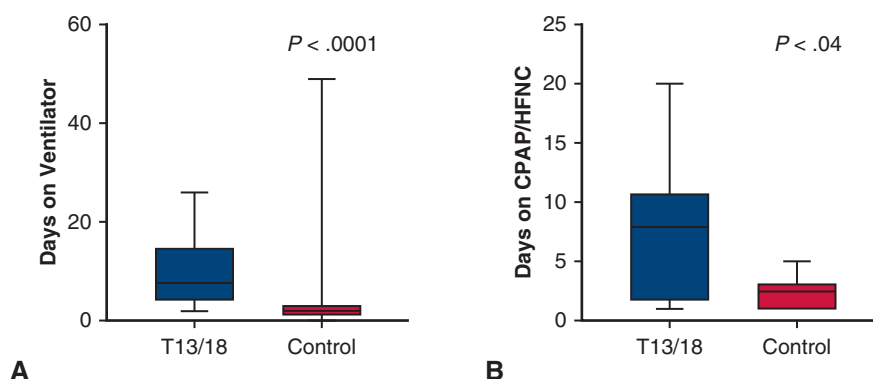 60
40
20
0
Days on Ventilator
P < .0001
T13/18
Control
A
25
20
15
10
5
0
Days on CPAP/HFNC
P < .04
T13/18
Control
B